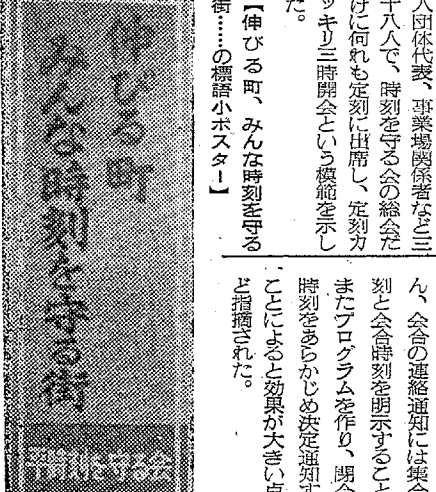 人団体代表、事業場関係者など三
十八人で、時刻を守る会の総会だ
けに何れも定刻に出席し、定刻カ
ッキリ三時開会という模範を示し
た。
【伸びる町、みんな時刻を守る
街……の標語小ポスター】
ん、会合の連絡通知には集合
刻と会合時刻を明示すること
またプログラムを作り、閉会
時刻をあらかじめ決定通知す
ことによると効果が大きい点
ど指摘された。
伸びる町
みんな時刻を守る街
時刻を守る会